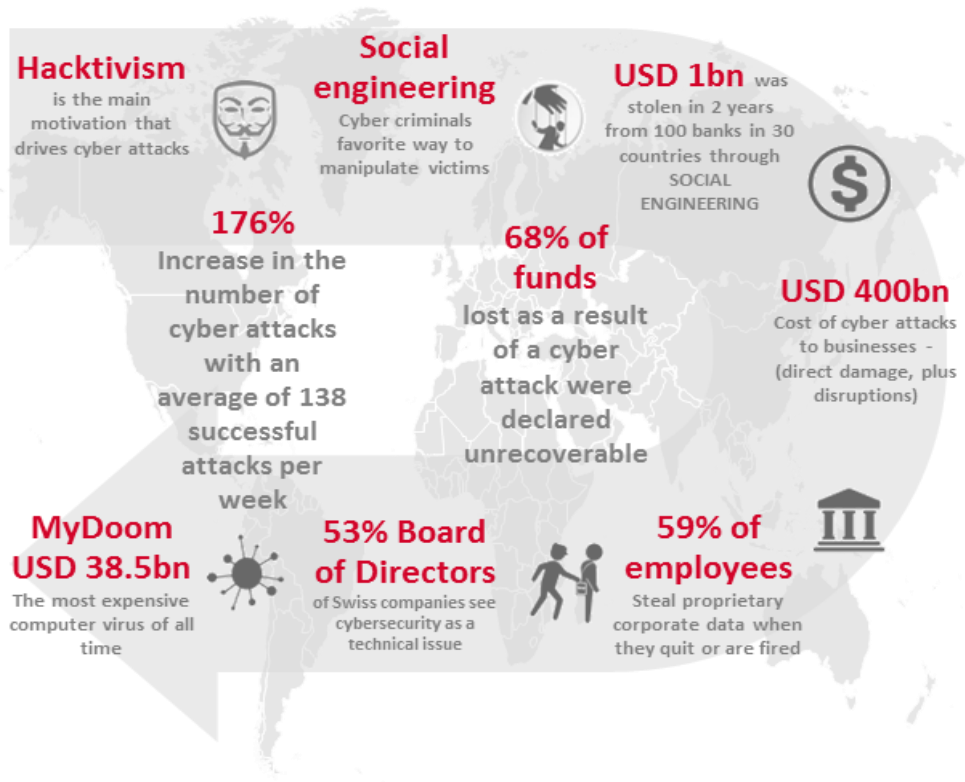 Hacktivism
is the main
motivation that
drives cyber attacks
Social
engineering
Cyber criminals
favorite way to
manipulate victims
USD 1bn was
stolen in 2 years
from 100 banks in 30
countries through
SOCIAL
ENGINEERING
176%
Increase in the
number of
cyber attacks
with an
average of 138
successful
attacks per
week
68% of
funds
lost as a result
of a cyber
attack were
declared
unrecoverable
USD 400bn
Cost of cyber attacks
to businesses -
(direct damage, plus
disruptions)
MyDoom
USD 38.5bn
The most expensive
computer virus of all
time
53% Board
of Directors
of Swiss companies see
cybersecurity as a
technical issue
59% of
employees
Steal proprietary
corporate data when
they quit or are fired